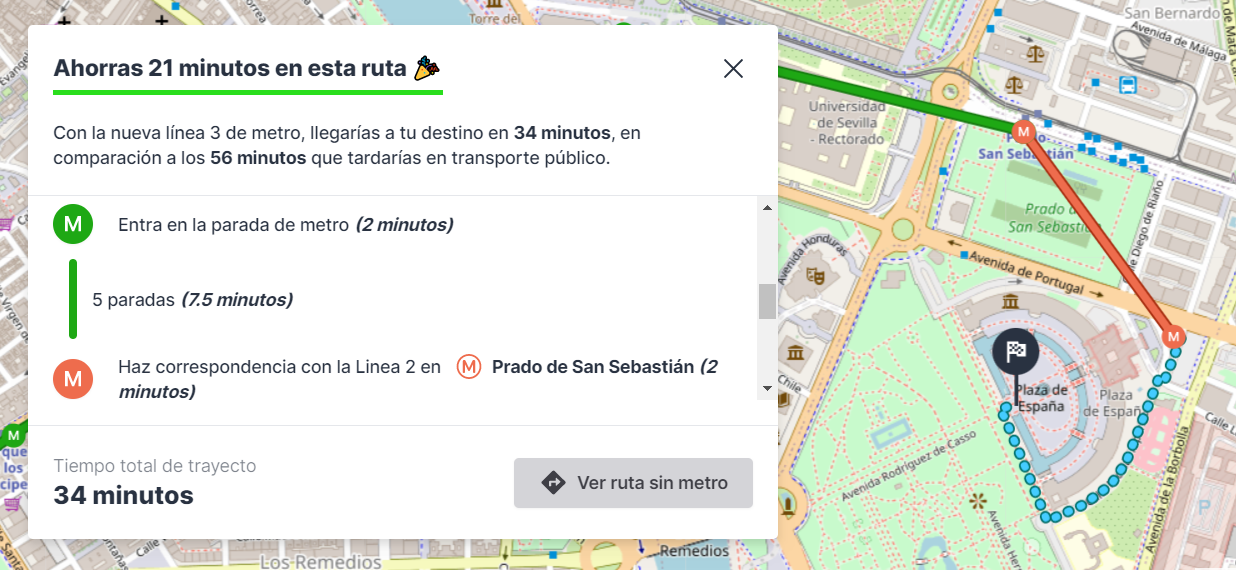 Torre del
San Bernardo
Avenida de Málaga
Ahorras 21 minutos en esta ruta
Con la nueva línea 3 de metro, llegarías a tu destino en 34 minutos, en
comparación a los 56 minutos que tardarías en transporte público.
M
Entra en la parada de metro (2 minutos)
5 paradas (7.5 minutos)
M
Haz correspondencia con la Linea 2 en M Prado de San Sebastián (2
minutos)
Tiempo total de trayecto
34 minutos
Ver ruta sin metro
Universidad
de Sevilla
- Rectorado
M
San Sebastián
Prado de
San Sebastián
Calle Diego de Riaño
Avenida Honduras
Avenida de Portugal
M
Plaza de
España
Plaza
de España
Chile
Avenida Rodríguez de Casso
Avenida de la Borbolla
P
M
que
los
Virgen
Calle
Los Remedios
Remedios